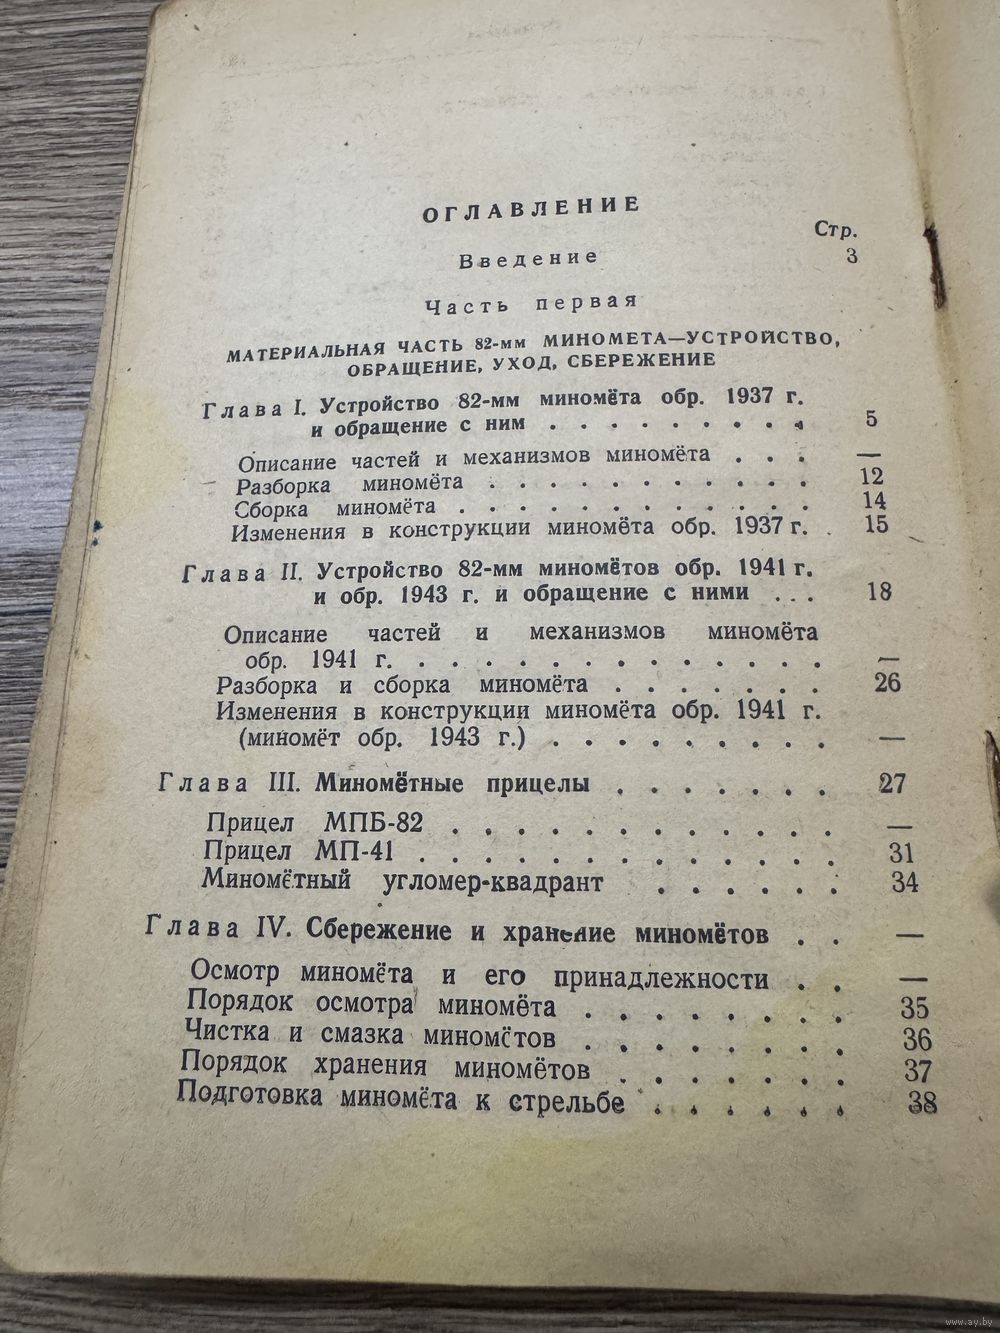 ОГЛАВЛЕНИЕ
Стр.
Введение 3
Часть первая
МАТЕРИАЛЬНАЯ ЧАСТЬ 82-мм МИНОМЕТА—УСТРОЙСТВО,
ОБРАЩЕНИЕ, УХОД, СБЕРЕЖЕНИЕ
Глава I. Устройство 82-мм миномёта обр. 1937 г.
и обращение с ним . . . . . . . . . 5
Описание частей и механизмов миномёта . . . —
Разборка миномёта . . . . . . . . . . . 12
Сборка миномёта . . . . . . . . . . . . 14
Изменения в конструкции миномёта обр. 1937 г. . 15
Глава II. Устройство 82-мм миномётов обр. 1941 г.
и обр. 1943 г. и обращение с ними . . . 18
Описание частей и механизмов миномёта
обр. 1941 г. . . . . . . . . . . . . . —
Разборка и сборка миномёта . . . . . . . 26
Изменения в конструкции миномёта обр. 1941 г.
(миномёт обр. 1943 г.) . . . . . . . . . —
Глава III. Миномётные прицелы . . . . . . 27
Прицел МПБ-82 . . . . . . . . . . . . —
Прицел МП-41 . . . . . . . . . . . . . 31
Миномётный угломер-квадрант . . . . . . 34
Глава IV. Сбережение и хранение миномётов . . —
Осмотр миномёта и его принадлежности . . —
Порядок осмотра миномёта . . . . . . . . 35
Чистка и смазка миномётов . . . . . . . . 36
Порядок хранения миномётов . . . . . . . 37
Подготовка миномёта к стрельбе . . . . . . 38
www.ay.by